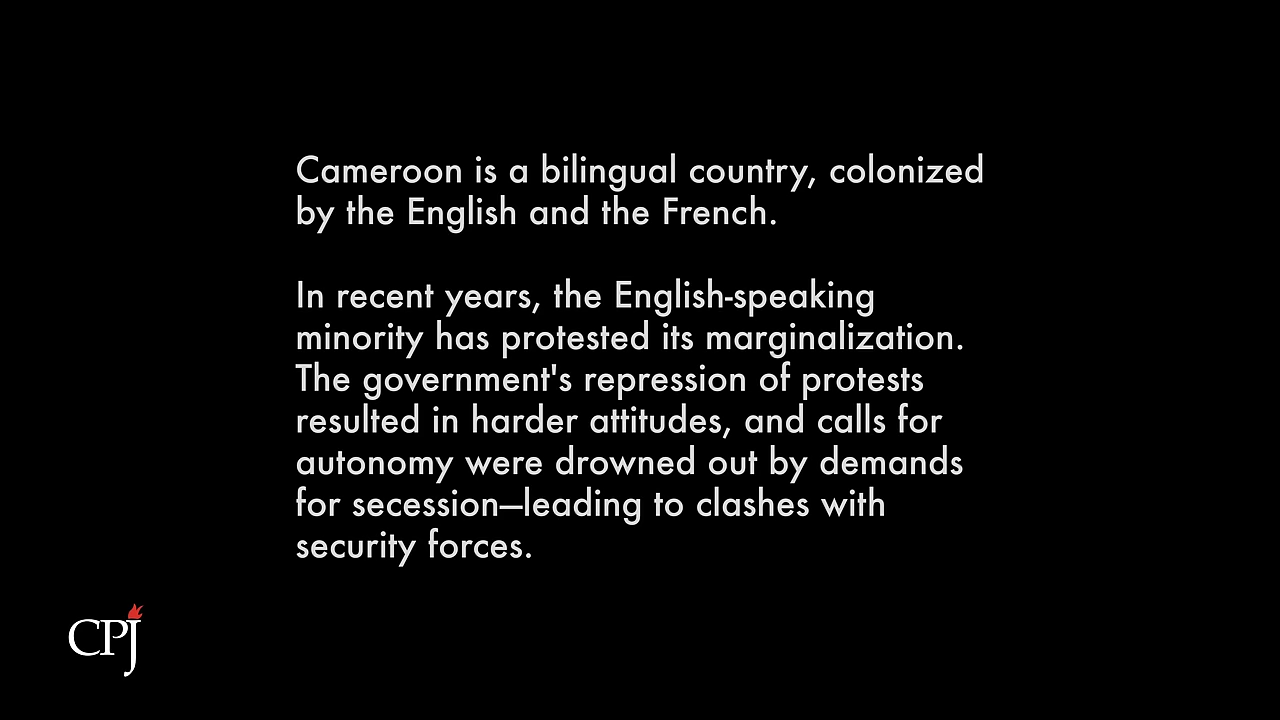 Cameroon is a bilingual country, colonized
by the English and the French.
In recent years, the English-speaking
minority has protested its marginalization.
The government's repression of protests
resulted in harder attitudes, and calls for
autonomy were drowned out by demands
for secession—leading to clashes with
security forces.
CPJ